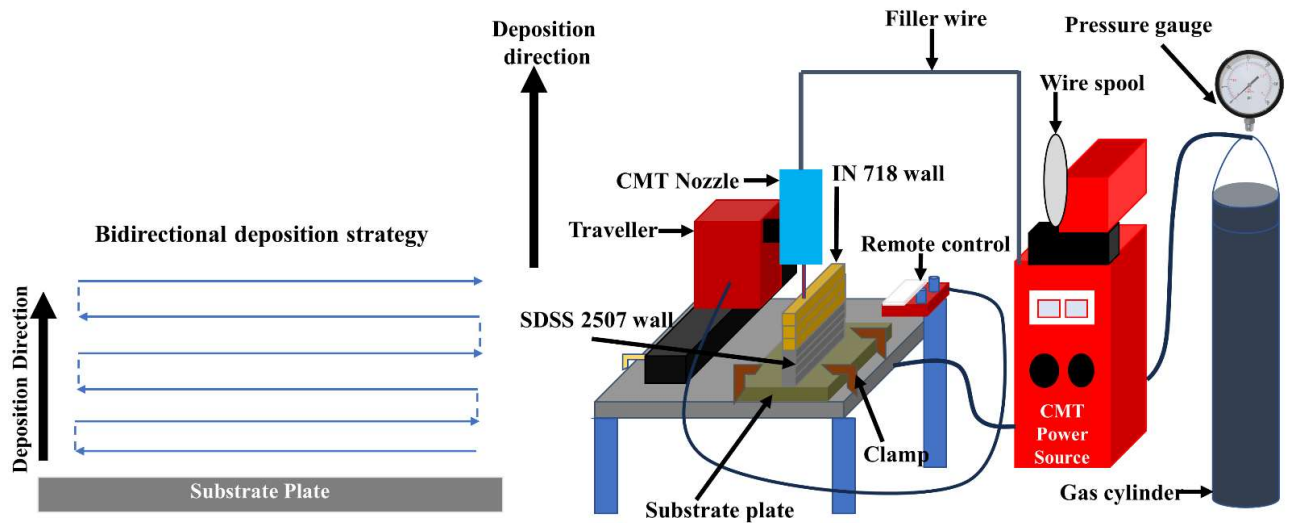 Bidirectional deposition strategy
Deposition Direction
Substrate Plate
Deposition
direction
Filler wire
Pressure gauge
Wire spool
CMT Nozzle
IN 718 wall
Traveller
Remote control
SDSS 2507 wall
CMT
Power
Source
Clamp
Substrate plate
Gas cylinder